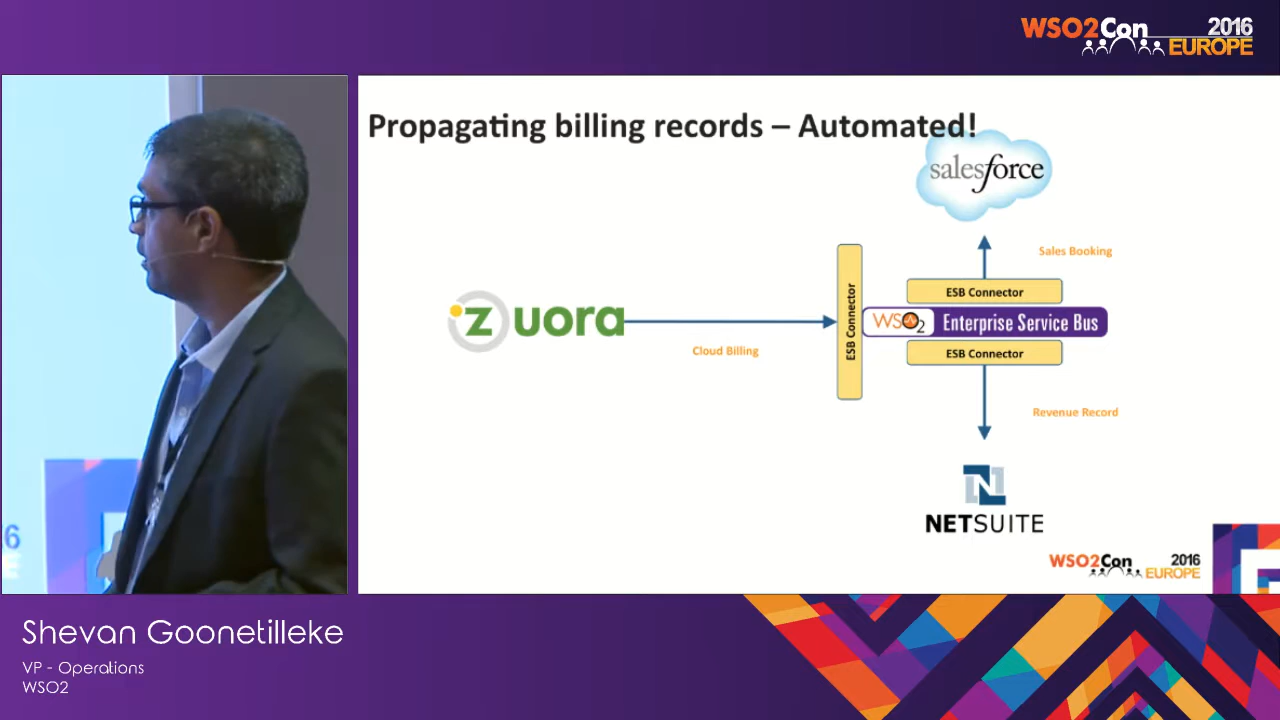 WSO2Con 2016
EUROPE
Propagating billing records – Automated!
salesforce
Sales Booking
ESB Connector
ESB Connector
WSO2 Enterprise Service Bus
zuora
Cloud Billing
ESB Connector
Revenue Record
NETSUITE
WSO2Con 2016
EUROPE
6
Shevan Goonetilleke
VP - Operations
WSO2